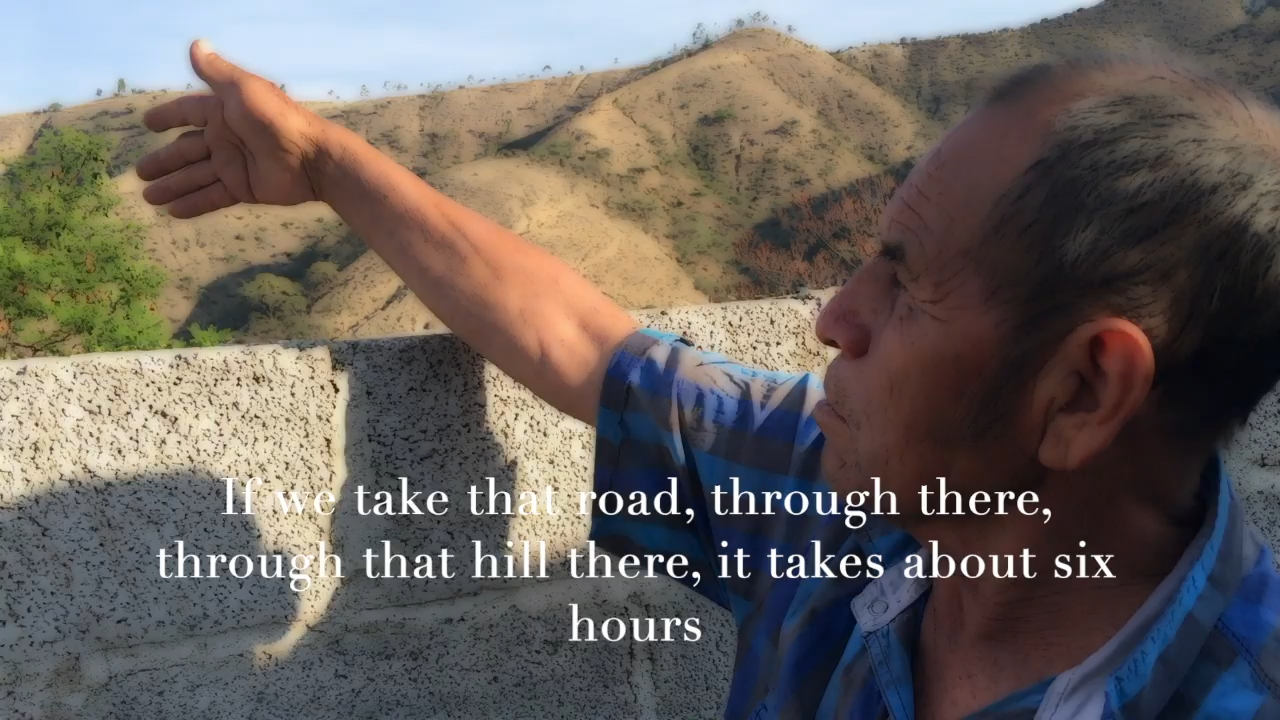 If we take that road, through there,
through that hill there, it takes about six
hours